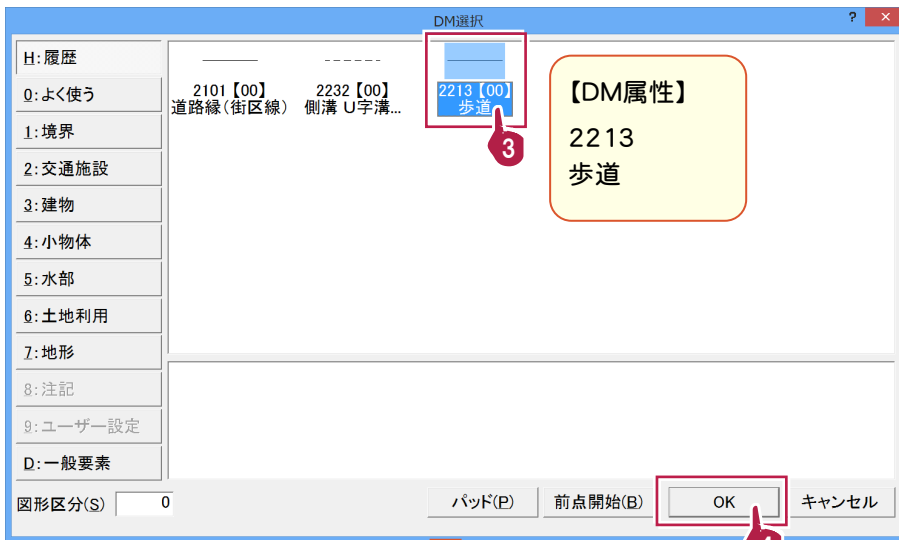 DM選択
?
×
H:履歴
0:よく使う
1:境界
2:交通施設
3:建物
4:小物体
5:水部
6:土地利用
7:地形
8:注記
9:ユーザー設定
D:一般要素
2101【00】
道路縁(街区線)
2232【00】
側溝 U字溝...
2213【00】
歩道
3
【DM属性】
2213
歩道
図形区分(S)
0
パッド(P)
前点開始(B)
OK
キャンセル